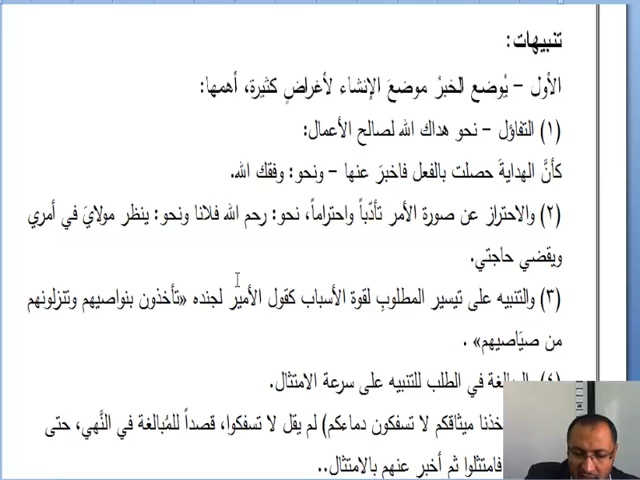 تنبيهات:
الأول – يُوضع الخبرُ موضعَ الإنشاء لأغراضٍ كثيرة، أهمها:
(١) التفاؤل – نحو هداك الله لصالح الأعمال:
كأنَّ الهدايةَ حصلت بالفعل فاخبرَ عنها – ونحو: وفقك الله.
(٢) والاحتراز عن صورة الأمر تأدّباً واحتراماً، نحو: رحم الله فلانا ونحو: ينظر مولايَ في أمري
ويقضي حاجتي.
(٣) والتنبيه على تيسير المطلوبِ لقوة الأسباب كقول الأمير لجنده «تأخذون بنواصيهم وتنزلونهم
من صيَاصيهم» .
في الطلب للتنبيه على سرعة الامتثال.
ميثاقكم لا تسفكون دماءكم) لم يقل لا تسفكوا، قصداً للمُبالغة في النَّهي، حتى
فامتثلوا ثم أخبر عنهم بالامتثال..